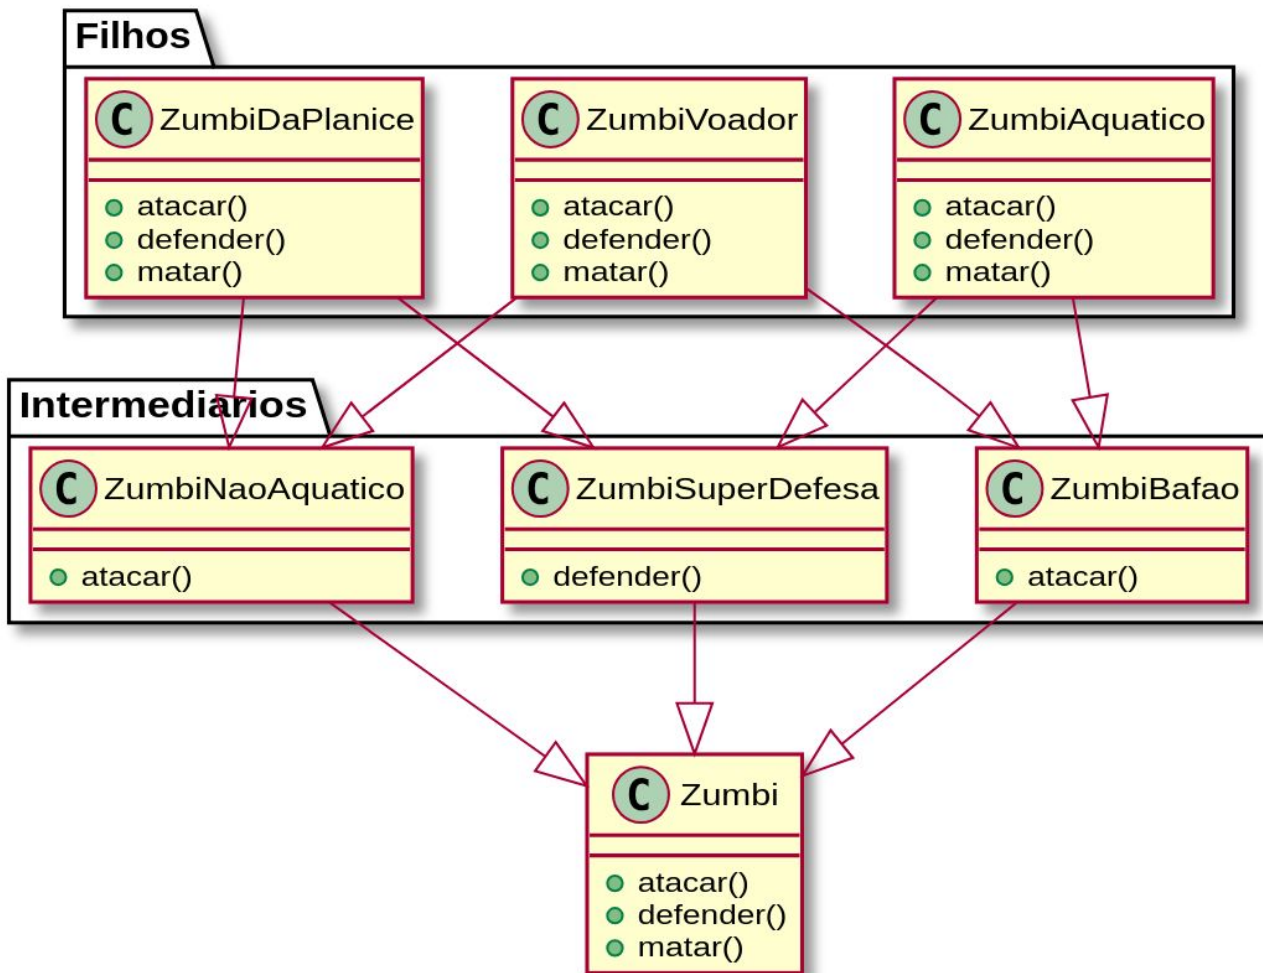 Filhos
C ZumbiDaPlanice
atacar()
defender()
matar()
C ZumbiVoador
atacar()
defender()
matar()
C ZumbiAquatico
atacar()
defender()
matar()
Intermediarios
C ZumbiNaoAquatico
atacar()
C ZumbiSuperDefesa
defender()
C ZumbiBafao
atacar()
C Zumbi
atacar()
defender()
matar()